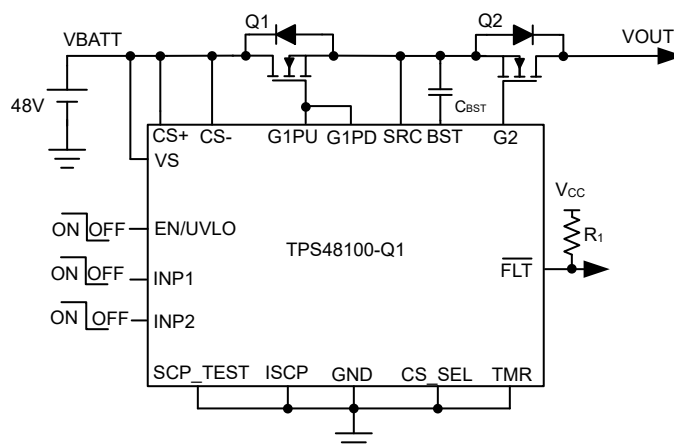 Q1
Q2
VBATT
VOUT
48V
CBST
CS+
CS-
G1PU
G1PD
SRC
BST
G2
VS
VCC
R1
ON
OFF
EN/UVLO
TPS48100-Q1
FLT
ON
OFF
INP1
ON
OFF
INP2
SCP_TEST
ISCP
GND
CS_SEL
TMR